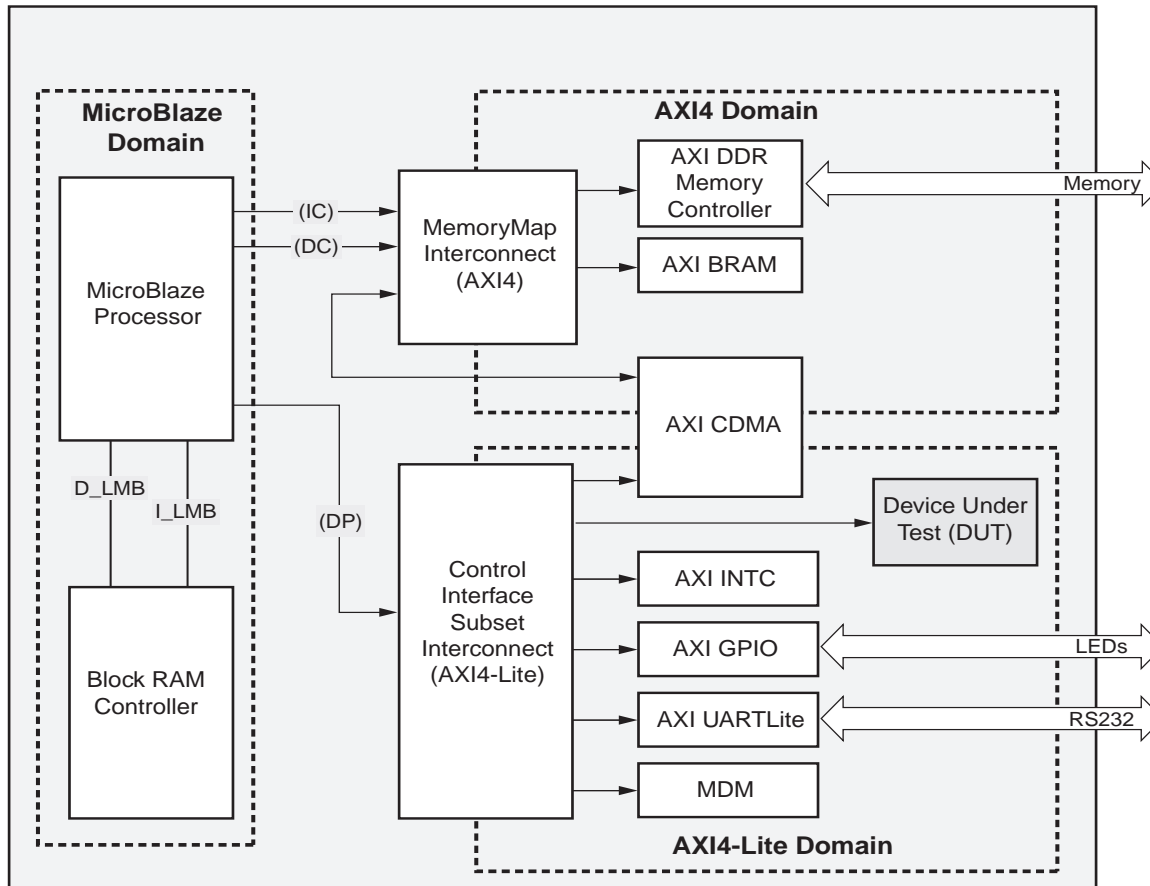 MicroBlaze
Domain
AXI4 Domain
MicroBlaze
Processor
(IC)
(DC)
MemoryMap
Interconnect
(AXI4)
AXI DDR
Memory
Controller
Memory
AXI BRAM
AXI CDMA
D_LMB
I_LMB
(DP)
Block RAM
Controller
Control
Interface
Subset
Interconnect
(AXI4-Lite)
Device Under
Test (DUT)
AXI INTC
AXI GPIO
LEDs
AXI UARTLite
RS232
MDM
AXI4-Lite Domain